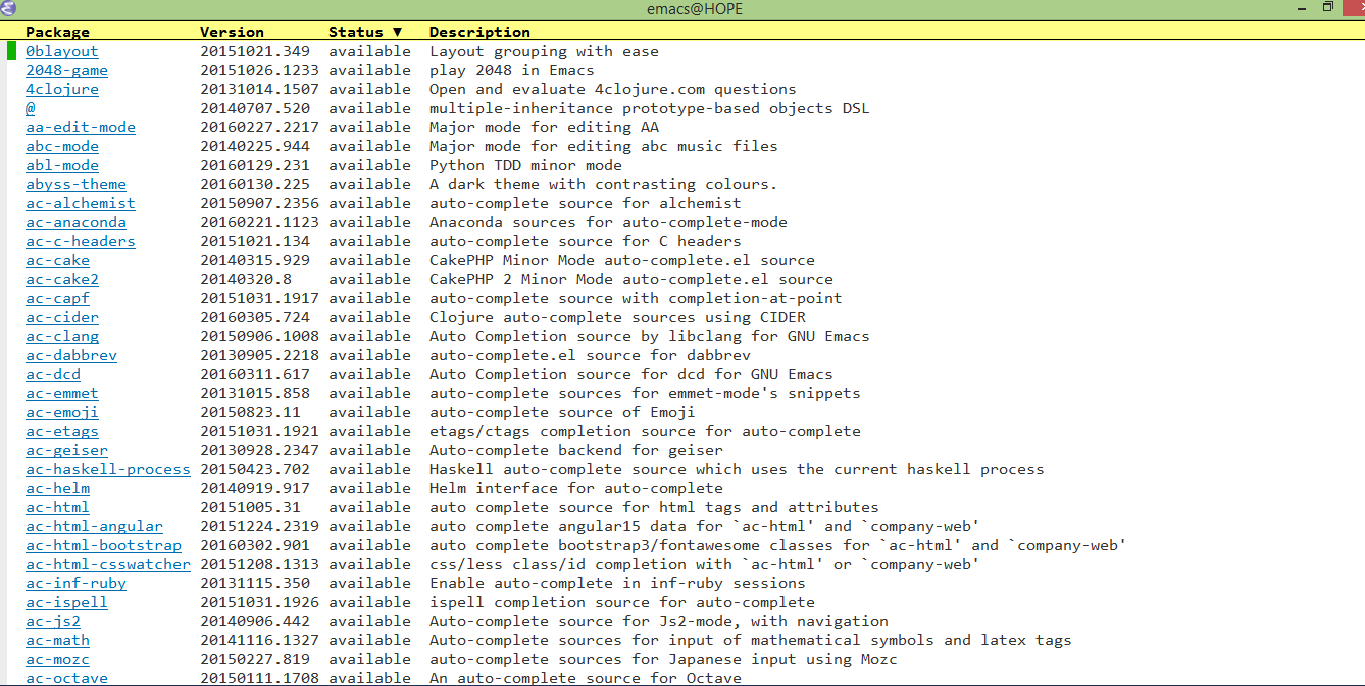 emacs@HOPE
Package Version Status ▼ Description
0blayout 20151021.349 available Layout grouping with ease
2048-game 20151026.1233 available play 2048 in Emacs
4clojure 20131014.1507 available Open and evaluate 4clojure.com questions
@ 20140707.520 available multiple-inheritance prototype-based objects DSL
aa-edit-mode 20160227.2217 available Major mode for editing AA
abc-mode 20140225.944 available Major mode for editing abc music files
abl-mode 20160129.231 available Python TDD minor mode
abyss-theme 20160130.225 available A dark theme with contrasting colours.
ac-alchemist 20150907.2356 available auto-complete source for alchemist
ac-anaconda 20160221.1123 available Anaconda sources for auto-complete-mode
ac-c-headers 20151021.134 available auto-complete source for C headers
ac-cake 20140315.929 available CakePHP Minor Mode auto-complete.el source
ac-cake2 20140320.8 available CakePHP 2 Minor Mode auto-complete.el source
ac-capf 20151031.1917 available auto-complete source with completion-at-point
ac-cider 20160305.724 available Clojure auto-complete sources using CIDER
ac-clang 20150906.1008 available Auto Completion source by libclang for GNU Emacs
ac-dabbrev 20130905.2218 available auto-complete.el source for dabbrev
ac-dcd 20160311.617 available Auto Completion source for dcd for GNU Emacs
ac-emmet 20131015.858 available auto-complete sources for emmet-mode's snippets
ac-emoji 20150823.11 available auto-complete source of Emoji
ac-etags 20151031.1921 available etags/ctags completion source for auto-complete
ac-geiser 20130928.2347 available Auto-complete backend for geiser
ac-haskell-process 20150423.702 available Haskell auto-complete source which uses the current haskell process
ac-helm 20140919.917 available Helm interface for auto-complete
ac-html 20151005.31 available auto complete source for html tags and attributes
ac-html-angular 20151224.2319 available auto complete angular15 data for `ac-html' and `company-web'
ac-html-bootstrap 20160302.901 available auto complete bootstrap3/fontawesome classes for `ac-html' and `company-web'
ac-html-csswatcher 20151208.1313 available css/less class/id completion with `ac-html' or `company-web'
ac-inf-ruby 20131115.350 available Enable auto-complete in inf-ruby sessions
ac-ispell 20151031.1926 available ispell completion source for auto-complete
ac-js2 20140906.442 available Auto-complete source for Js2-mode, with navigation
ac-math 20141116.1327 available Auto-complete sources for input of mathematical symbols and latex tags
ac-mozc 20150227.819 available auto-complete sources for Japanese input using Mozc
ac-octave 20150111.1708 available An auto-complete source for Octave